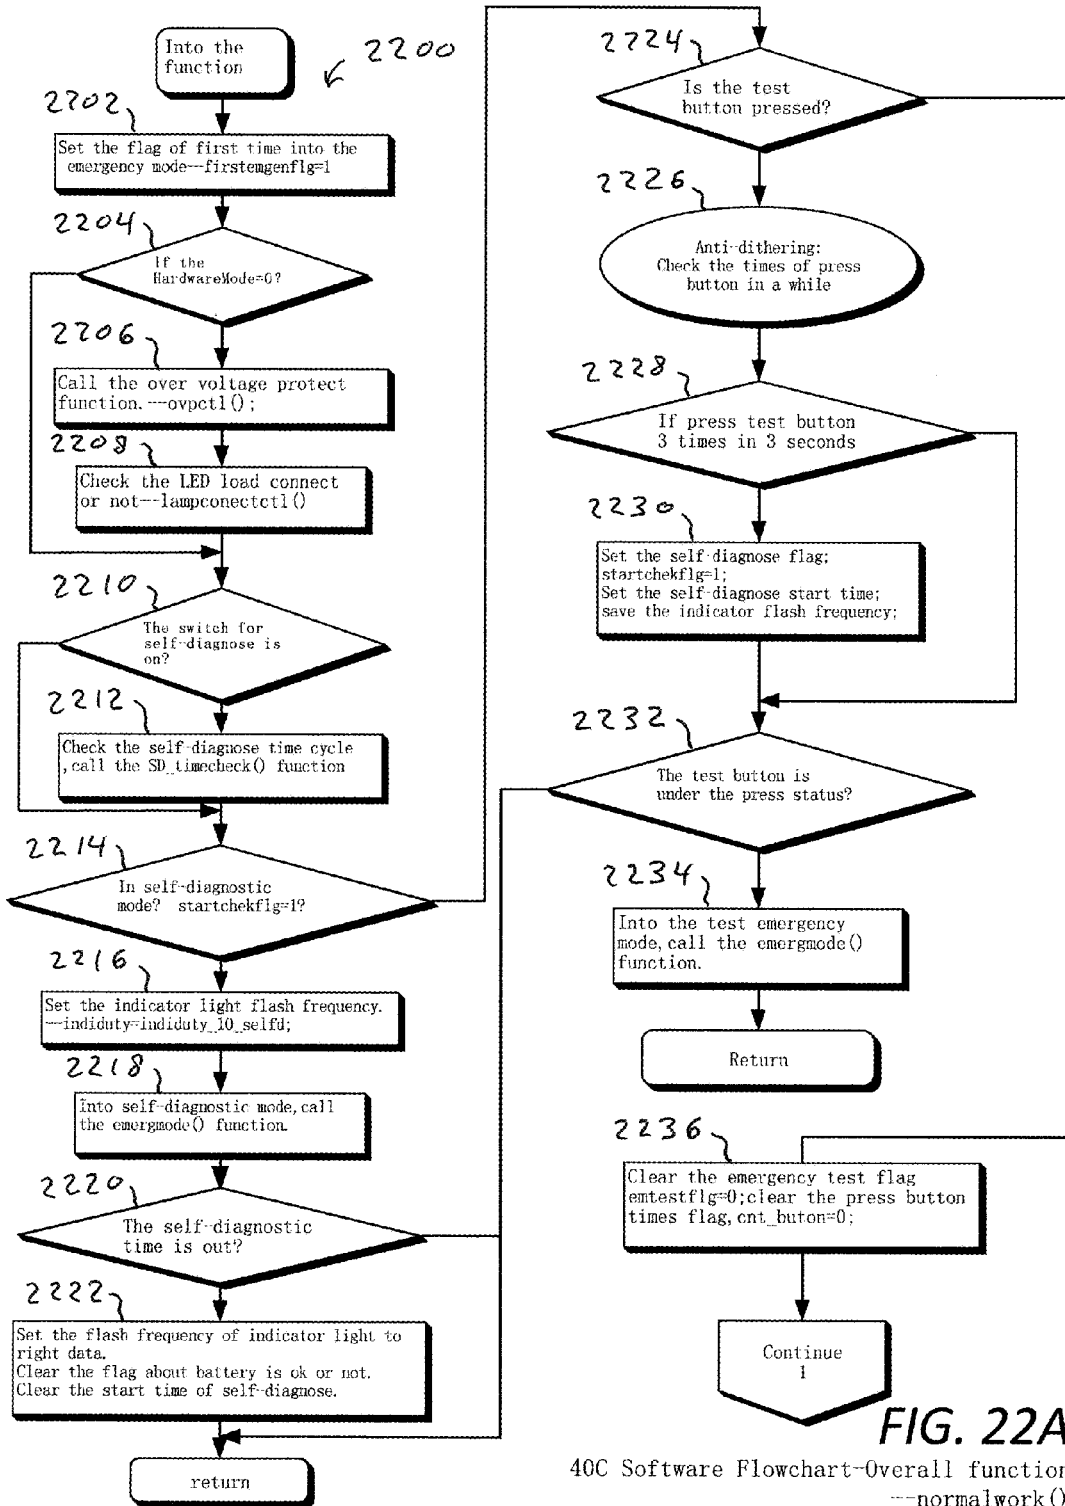 Into the
function
2200
2202
Set the flag of first time into the
emergency mode---firstemgenflg=1
2204
If the
HardwareMode=0?
2206
Call the over voltage protect
function.---ovpctl();
2208
Check the LED load connect
or not---lampconectctl()
2210
The switch for
self-diagnose is
on?
2212
Check the self-diagnose time cycle
,call the SD_timecheck() function
2214
In self-diagnostic
mode? startchekflg=1?
2216
Set the indicator light flash frequency.
---indiduty=indiduty_10_selfd;
2218
Into self-diagnostic mode,call
the emergmode() function.
2220
The self-diagnostic
time is out?
2222
Set the flash frequency of indicator light to
right data.
Clear the flag about battery is ok or not.
Clear the start time of self-diagnose.
return
2224
Is the test
button pressed?
2226
Anti-dithering:
Check the times of press
button in a while
2228
If press test button
3 times in 3 seconds
2230
Set the self-diagnose flag;
startchekflg=1;
Set the self-diagnose start time;
save the indicator flash frequency;
2232
The test button is
under the press status?
2234
Into the test emergency
mode,call the emergmode()
function.
Return
2236
Clear the emergency test flag
emtestflg=0;clear the press button
times flag,cnt_buton=0;
Continue
1
FIG. 22A
40C Software Flowchart-Overall function
---normalwork()